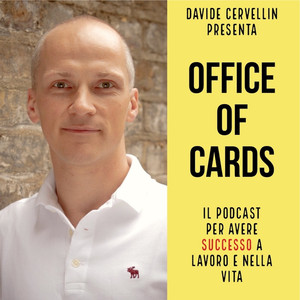 DAVIDE CERVELLIN
PRESENTA
OFFICE
OF
CARDS
IL PODCAST
PER AVERE
SUCCESSO A
LAVORO E NELLA
VITA